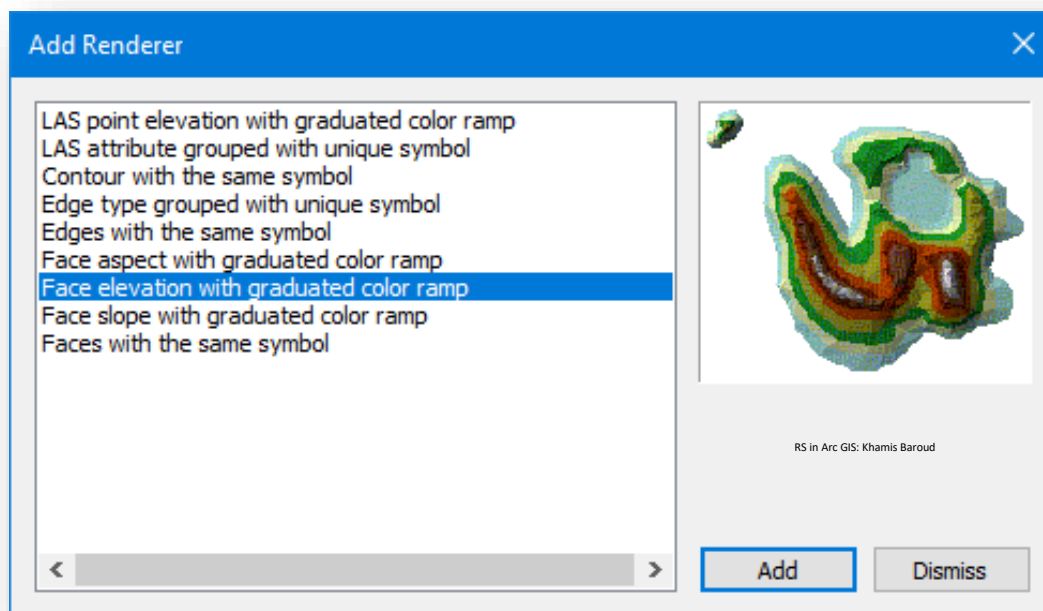 Add Renderer
LAS point elevation with graduated color ramp
LAS attribute grouped with unique symbol
Contour with the same symbol
Edge type grouped with unique symbol
Edges with the same symbol
Face aspect with graduated color ramp
Face elevation with graduated color ramp
Face slope with graduated color ramp
Faces with the same symbol
RS in Arc GIS: Khamis Baroud
Add
Dismiss